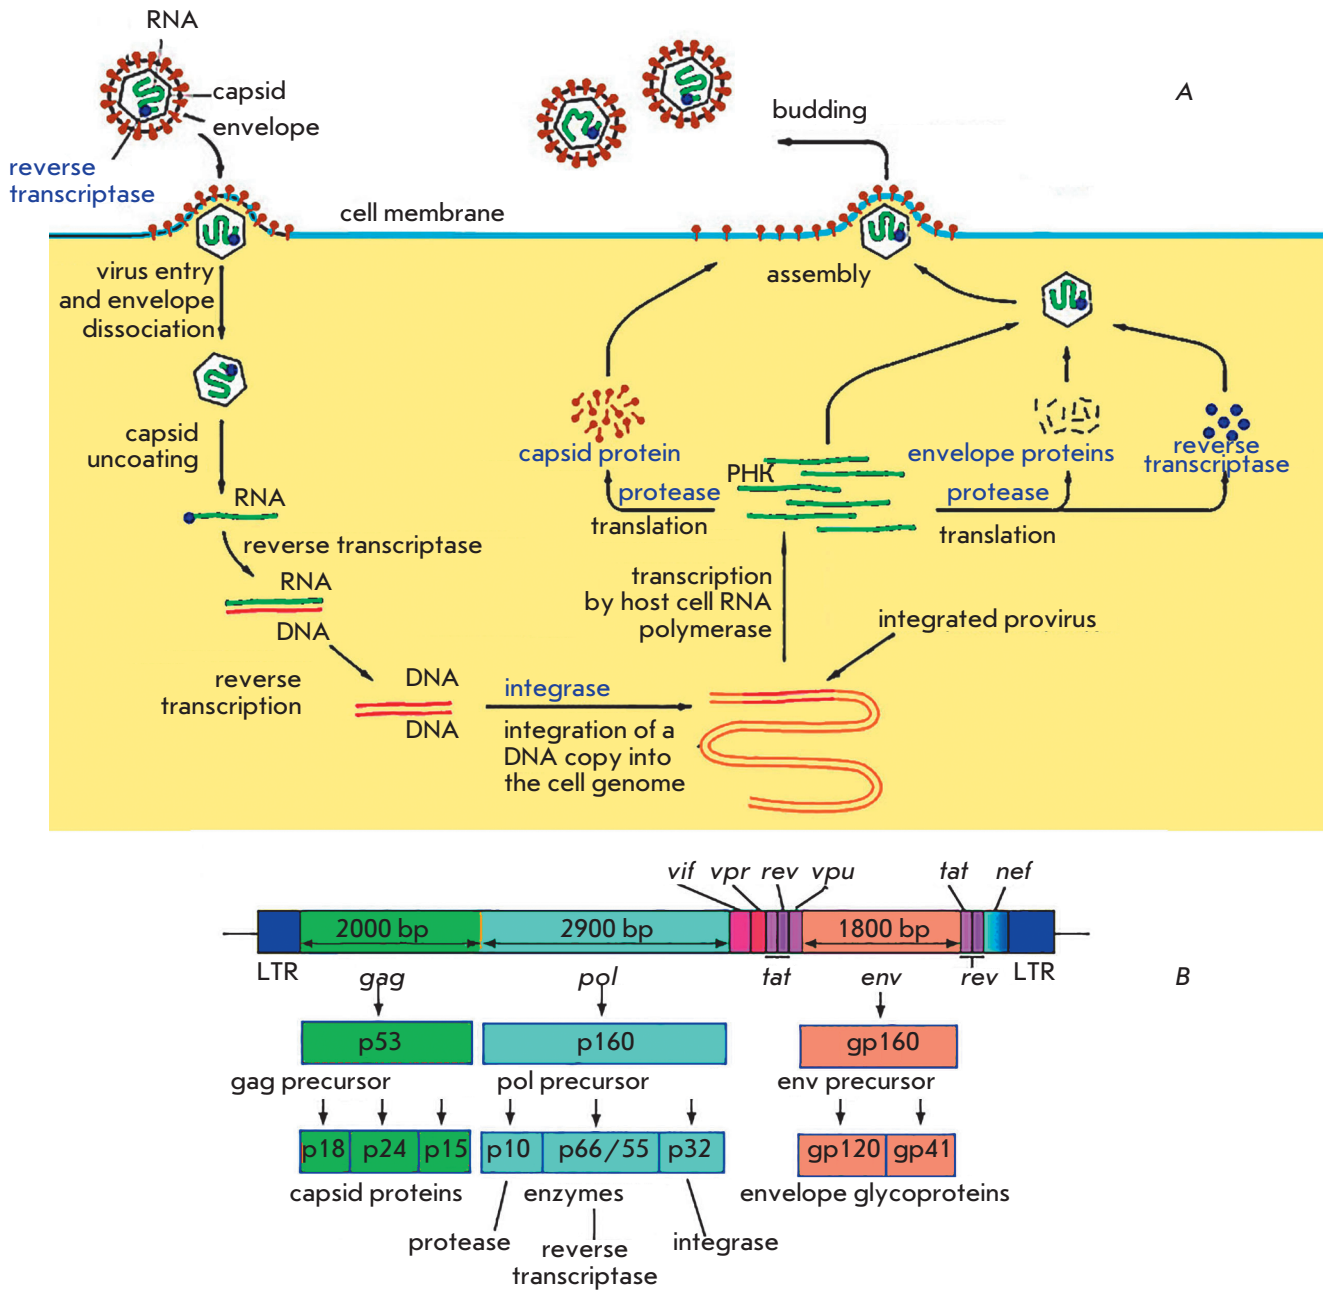 RNA
capsid
envelope
reverse
transcriptase
A
budding
cell membrane
virus entry
and envelope
dissociation
assembly
capsid
uncoating
capsid protein
envelope proteins
reverse
transcriptase
РНК
protease
protease
translation
translation
RNA
reverse transcriptase
RNA
DNA
transcription
by host cell RNA
polymerase
integrated provirus
reverse
transcription
DNA
DNA
integrase
integration of a
DNA copy into
the cell genome
vif vpr rev vpu tat nef
2000 bp 2900 bp 1800 bp
LTR gag pol tat env rev LTR
B
p53 p160 gp160
gag precursor pol precursor env precursor
p18 p24 p15 p10 p66/55 p32 gp120 gp41
capsid proteins enzymes envelope glycoproteins
protease reverse
transcriptase integrase